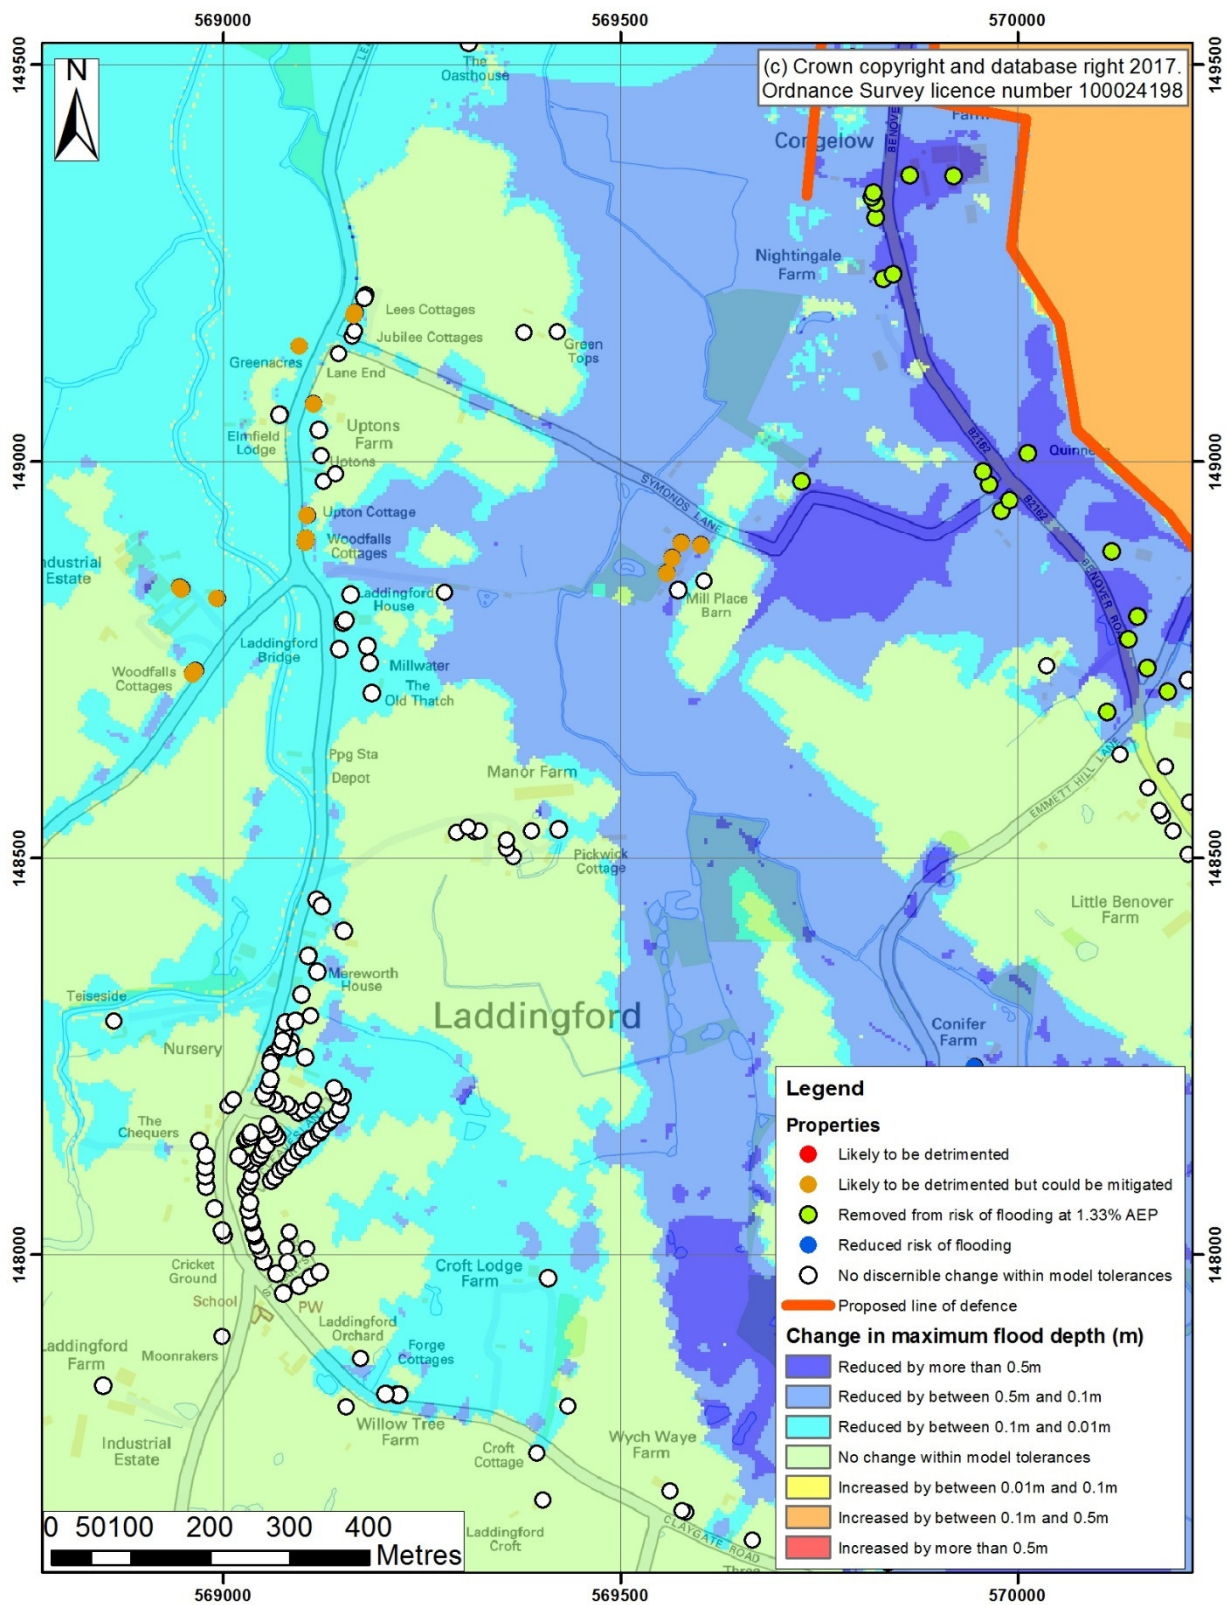 569000
569500
570000
149500
149500
N
(c) Crown copyright and database right 2017.
Ordnance Survey licence number 100024198
The
Oasthouse
Farm
Congelow
Nightingale
Farm
Lees Cottages
Jubilee Cottages
Green
Tops
Greenacres
Lane End
Elmfield
Lodge
Uptons
Farm
Uptons
149000
149000
B2162
Quinners
SYMONDS LANE
B2162
Upton Cottage
Woodfalls
Cottages
Industrial
Estate
Laddingford
House
Mill Place
Barn
BENOVER ROAD
Laddingford
Bridge
Woodfalls
Cottages
Millwater
The
Old Thatch
Ppg Sta
Depot
Manor Farm
EMMETT HILL LANE
148500
148500
Pickwick
Cottage
Little Benover
Farm
Mereworth
House
Teiseside
Laddingford
Nursery
Conifer
Farm
The
Chequers
Cricket
Ground
School
PW
148000
148000
Croft Lodge
Farm
Laddingford
Orchard
Forge
Cottages
Moonrakers
Laddingford
Farm
Industrial
Estate
Willow Tree
Farm
Croft
Cottage
Wych Waye
Farm
Laddingford
Croft
CLAYGATE ROAD
Legend
Properties
Likely to be detrimented
Likely to be detrimented but could be mitigated
Removed from risk of flooding at 1.33% AEP
Reduced risk of flooding
No discernible change within model tolerances
Proposed line of defence
Change in maximum flood depth (m)
Reduced by more than 0.5m
Reduced by between 0.5m and 0.1m
Reduced by between 0.1m and 0.01m
No change within model tolerances
Increased by between 0.01m and 0.1m
Increased by between 0.1m and 0.5m
Increased by more than 0.5m
0 50100 200 300 400
Metres
569000
569500
570000